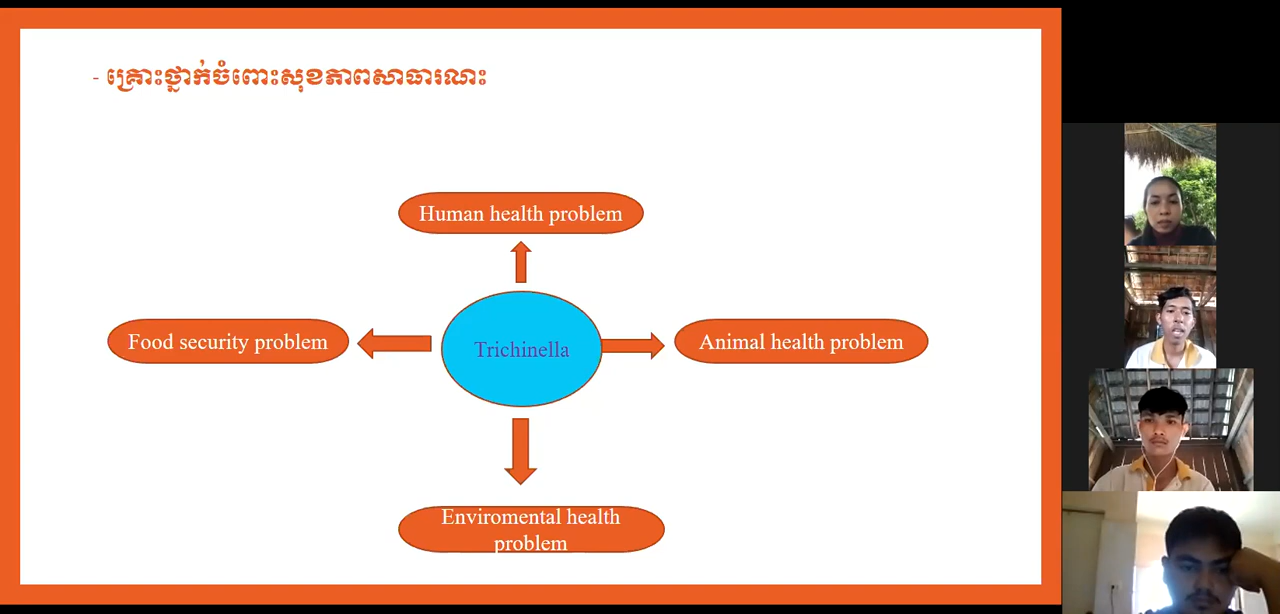 - គ្រោះថ្នាក់ចំពោះសុខភាពសាធារណះ
Human health problem
Food security problem
Trichinella
Animal health problem
Enviromental health
problem